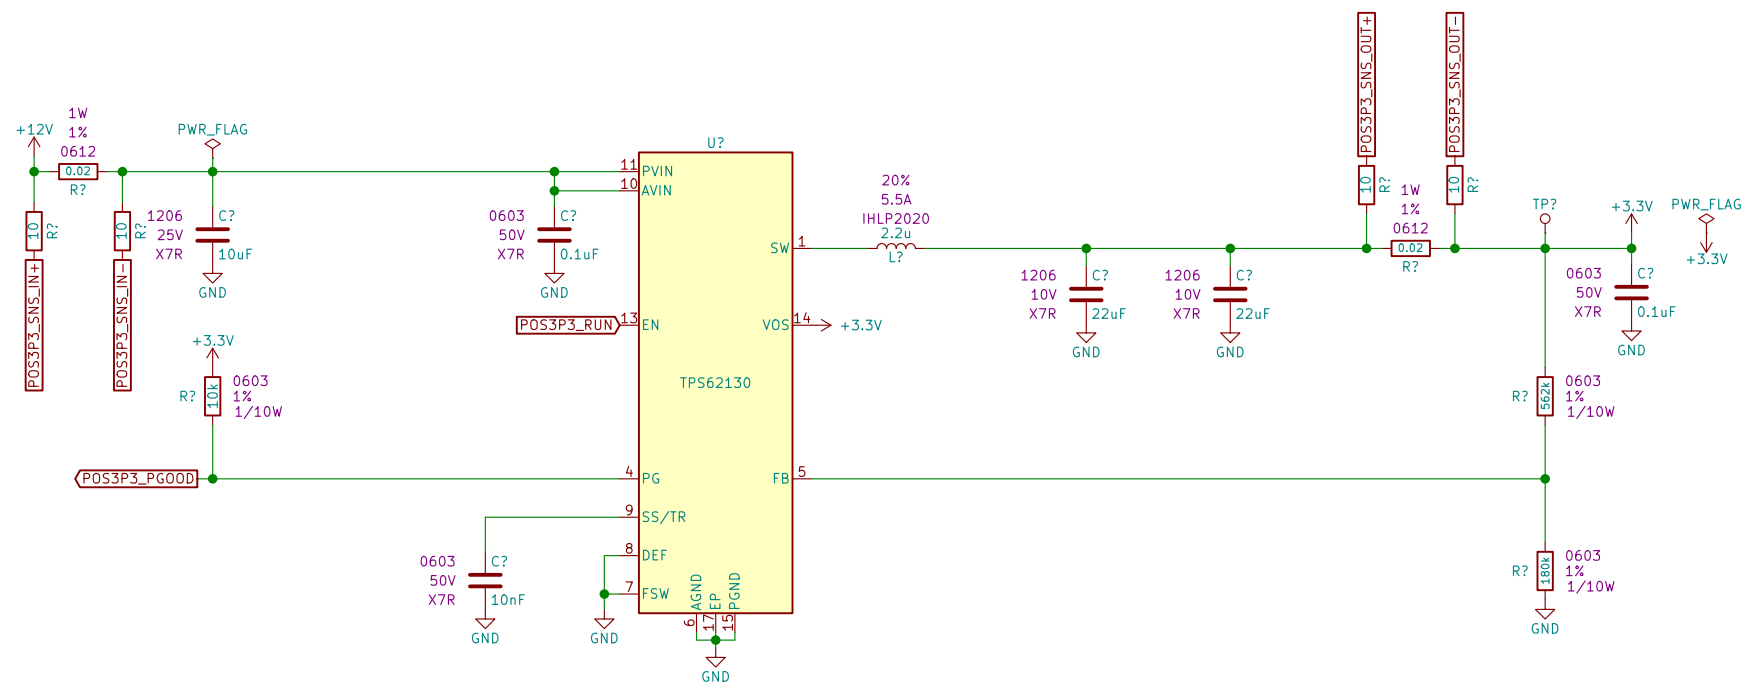 POS3P3_SNS_OUT+
POS3P3_SNS_OUT-
10
R?
10
R?
+12V
1W
1%
0612
0.02
R?
PWR_FLAG
10
R?
10
R?
POS3P3_SNS_IN+
POS3P3_SNS_IN-
1206
25V
X7R
C?
10uF
GND
0603
50V
X7R
C?
0.1uF
GND
U?
11
PVIN
10
AVIN
SW
1
20%
5.5A
IHLP2020
2.2u
L?
1206
10V
X7R
C?
22uF
GND
1206
10V
X7R
C?
22uF
GND
1W
1%
0612
0.02
R?
TP?
+3.3V
PWR_FLAG
+3.3V
0603
50V
X7R
C?
0.1uF
GND
POS3P3_RUN
13
EN
VOS
14
+3.3V
+3.3V
R?
10k
0603
1%
1/10W
TPS62130
R?
562k
0603
1%
1/10W
POS3P3_PGOOD
4
PG
FB
5
9
SS/TR
8
DEF
7
FSW
0603
50V
X7R
C?
10nF
GND
GND
AGND
EP
PGND
6
17
15
GND
R?
180k
0603
1%
1/10W
GND